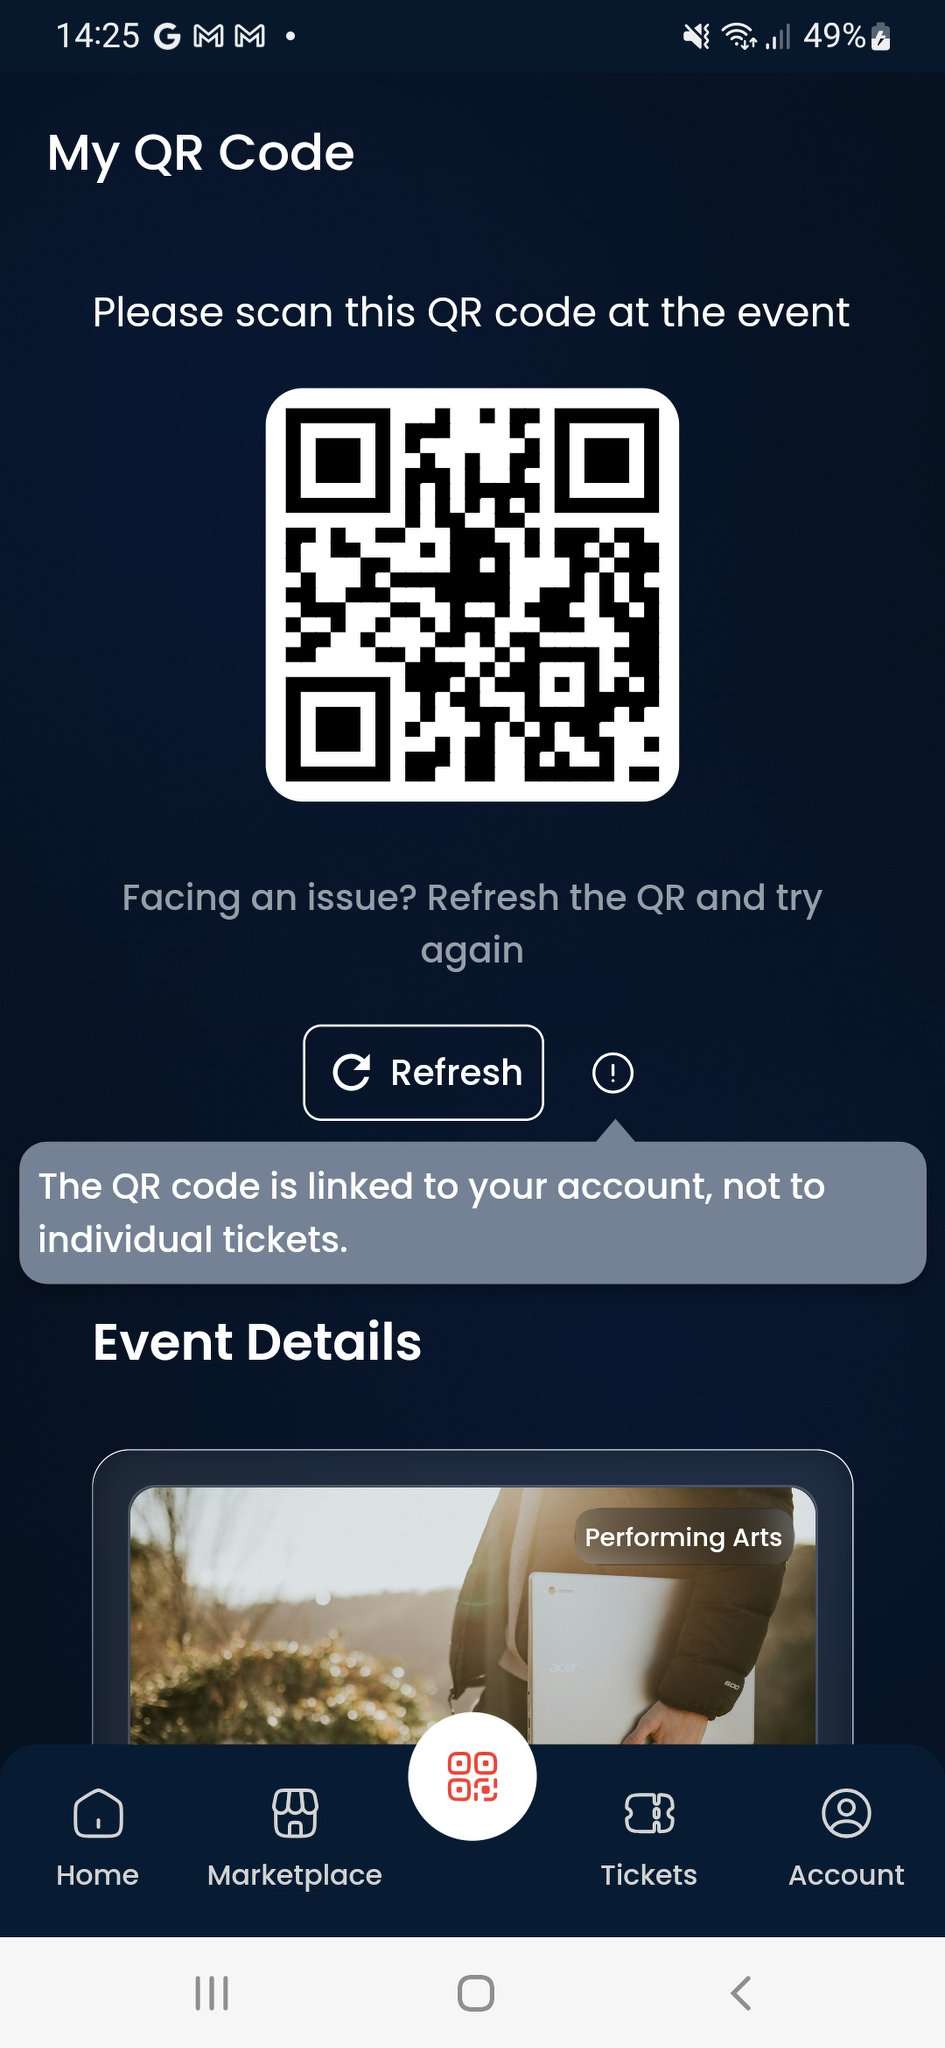 14:25
49%
My QR Code
Please scan this QR code at the event
Facing an issue? Refresh the QR and try
again
Refresh
The QR code is linked to your account, not to
individual tickets.
Event Details
Performing Arts
acer
Home
Marketplace
Tickets
Account